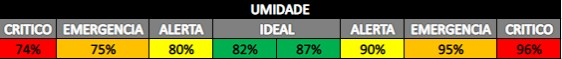 UMIDADE
CRITICO EMERGENCIA ALERTA IDEAL ALERTA EMERGENCIA CRITICO
74% 75% 80% 82% 87% 90% 95% 96%